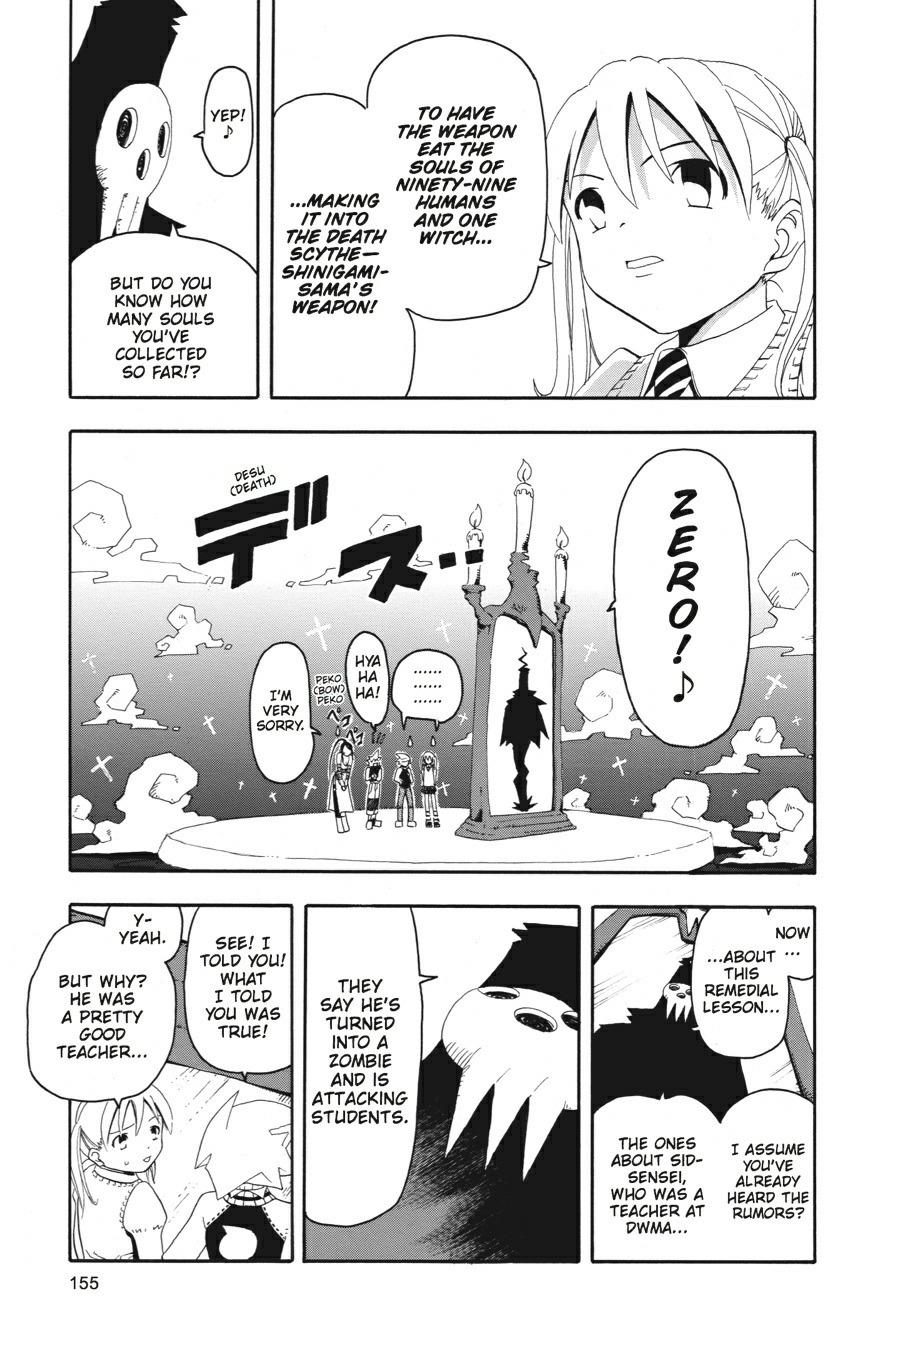 TO HAVE
THE WEAPON
EAT THE
SOULS OF
NINETY-NINE
HUMANS
AND ONE
WITCH...
...MAKING
IT INTO
THE DEATH
SCYTHE—
SHINIGAMI-
SAMA'S
WEAPON!
YEP!
♪
BUT DO YOU
KNOW HOW
MANY SOULS
YOU'VE
COLLECTED
SO FAR!?
ZERO!♪
デス‥
DESU
(DEATH)
......
......
......
HYA
HA
HA!
ペコ
ペコ
PEKO
(BOW)
PEKO
I'M
VERY
SORRY.
NOW
...
...ABOUT
THIS
REMEDIAL
LESSON...
I ASSUME
YOU'VE
ALREADY
HEARD THE
RUMORS?
THE ONES
ABOUT SID-
SENSEI,
WHO WAS A
TEACHER AT
DWMA...
THEY
SAY HE'S
TURNED
INTO A
ZOMBIE
AND IS
ATTACKING
STUDENTS.
SEE! I
TOLD YOU!
WHAT
I TOLD
YOU WAS
TRUE!
Y-
YEAH.
BUT WHY?
HE WAS
A PRETTY
GOOD
TEACHER...
155